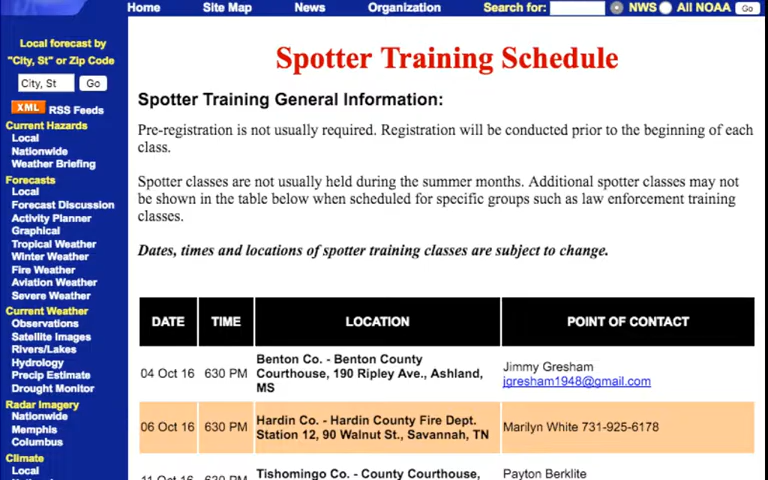 Home Site Map News Organization Search for: NWS All NOAA Go
Local forecast by
"City, St" or Zip Code
City, St Go
XML RSS Feeds
Current Hazards
Local
Nationwide
Weather Briefing
Forecasts
Local
Forecast Discussion
Activity Planner
Graphical
Tropical Weather
Winter Weather
Fire Weather
Aviation Weather
Severe Weather
Current Weather
Observations
Satellite Images
Rivers/Lakes
Hydrology
Precip Estimate
Drought Monitor
Radar Imagery
Nationwide
Memphis
Columbus
Climate
Local
Spotter Training Schedule
Spotter Training General Information:
Pre-registration is not usually required. Registration will be conducted prior to the beginning of each
class.
Spotter classes are not usually held during the summer months. Additional spotter classes may not
be shown in the table below when scheduled for specific groups such as law enforcement training
classes.
Dates, times and locations of spotter training classes are subject to change.
DATE TIME LOCATION POINT OF CONTACT
04 Oct 16 630 PM Benton Co. - Benton County
Courthouse, 190 Ripley Ave., Ashland,
MS
Jimmy Gresham
jgresham1948@gmail.com
06 Oct 16 630 PM Hardin Co. - Hardin County Fire Dept.
Station 12, 90 Walnut St., Savannah, TN
Marilyn White 731-925-6178
11 Oct 16 630 PM Tishomingo Co. - County Courthouse,
Payton Berklite